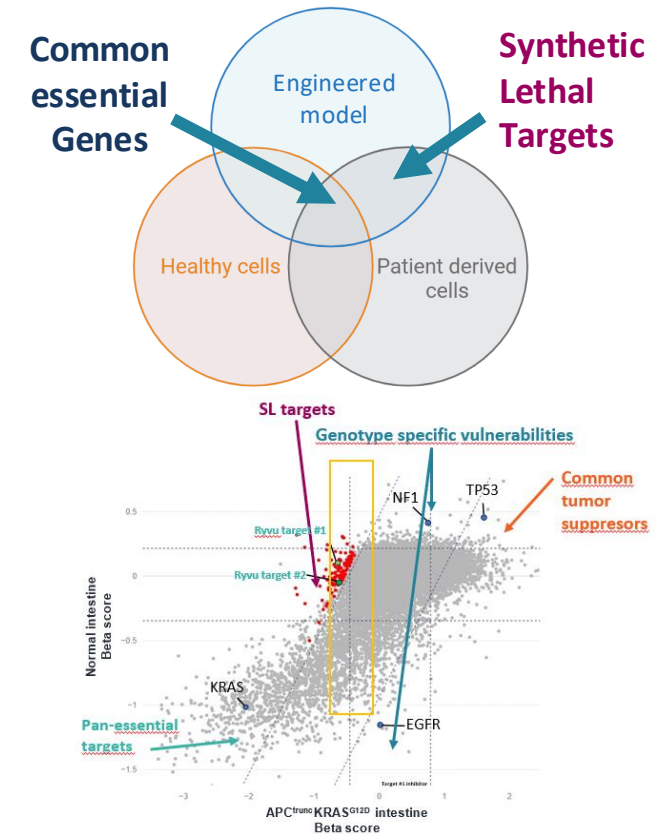 Common
essential
Genes
Synthetic
Lethal
Targets
Engineered
model
Healthy cells
Patient derived
cells
SL targets
Genotype specific vulnerabilities
Common
tumor
suppresors
NF1
TP53
Ryvu target #1
Ryvu target #2
KRAS
EGFR
Pan-essential
targets
Normal intestine
Beta score
0.5
0
−0.5
−1
−1.5
−3
−2
−1
0
1
2
Target #1 inhibitor
APCtrunc KRASG12D intestine
Beta score